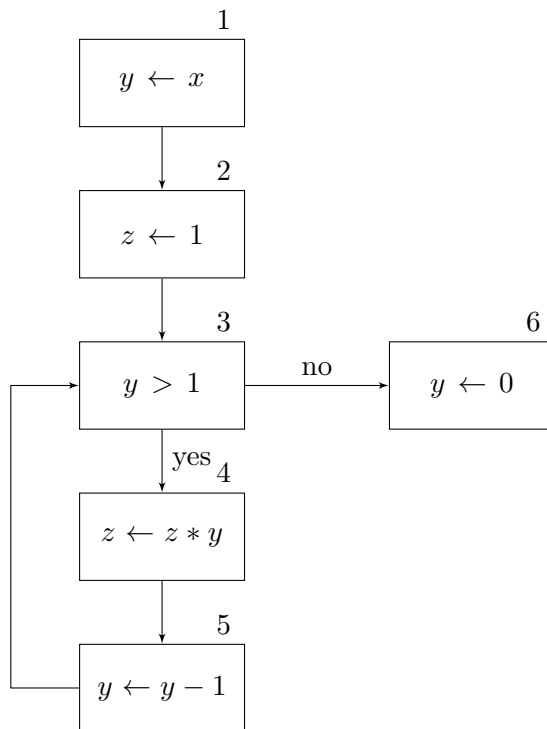 1
y ← x
2
z ← 1
3
y > 1
no
6
y ← 0
yes
4
z ← z * y
5
y ← y − 1